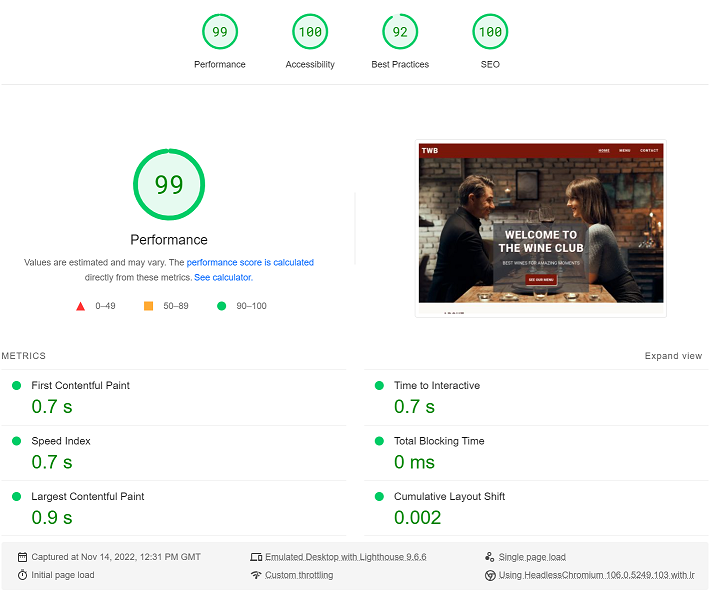 99
100
92
100
Performance
Accessibility
Best Practices
SEO
99
Performance
Values are estimated and may vary. The performance score is calculated
directly from these metrics. See calculator.
0–49
50–89
90–100
TWB
HOME
MENU
CONTACT
WELCOME TO
THE WINE CLUB
BEST WINES FOR AMAZING MOMENTS
SEE OUR MENU
METRICS
Expand view
First Contentful Paint
0.7 s
Time to Interactive
0.7 s
Speed Index
0.7 s
Total Blocking Time
0 ms
Largest Contentful Paint
0.9 s
Cumulative Layout Shift
0.002
Captured at Nov 14, 2022, 12:31 PM GMT
Emulated Desktop with Lighthouse 9.6.6
Single page load
Initial page load
Custom throttling
Using HeadlessChromium 106.0.5249.103 with lr